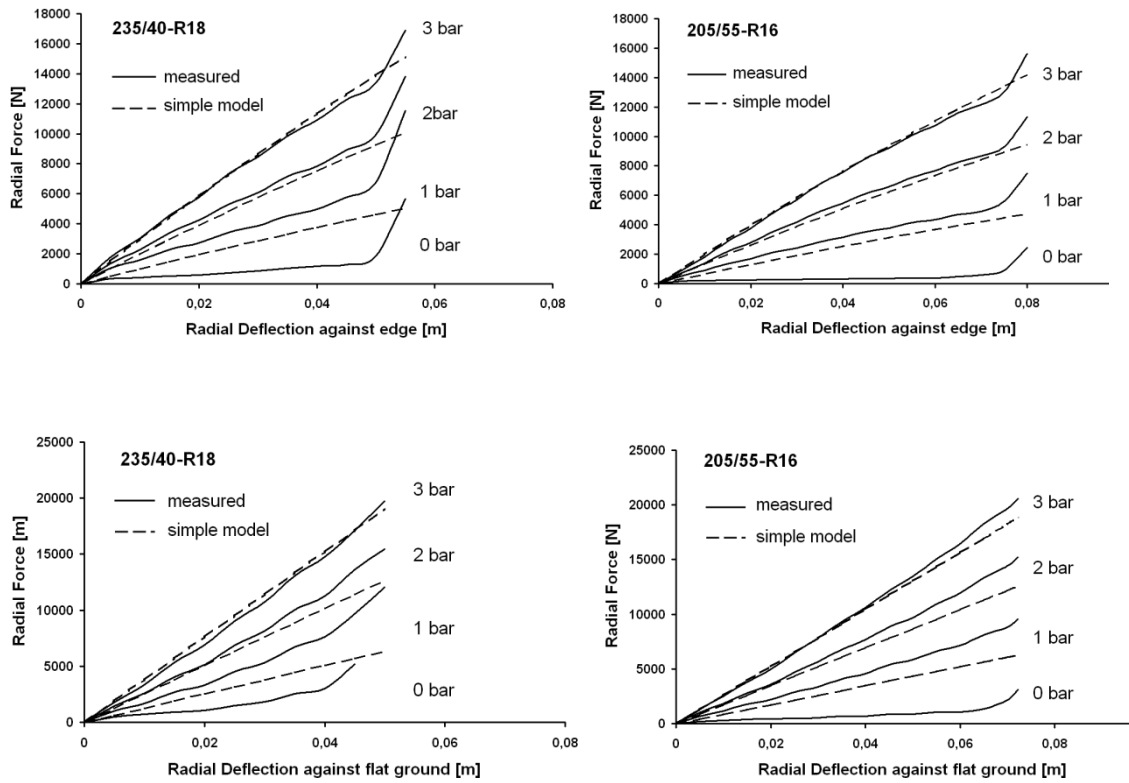 18000
16000
14000
12000
10000
8000
6000
4000
2000
0
Radial Force [N]
235/40-R18
measured
simple model
3 bar
2bar
1 bar
0 bar
0
0,02
0,04
0,06
0,08
Radial Deflection against edge [m]
18000
16000
14000
12000
10000
8000
6000
4000
2000
0
Radial Force [N]
205/55-R16
measured
simple model
3 bar
2 bar
1 bar
0 bar
0
0,02
0,04
0,06
0,08
Radial Deflection against edge [m]
25000
20000
15000
10000
5000
0
Radial Force [m]
235/40-R18
measured
simple model
3 bar
2 bar
1 bar
0 bar
0
0,02
0,04
0,06
0,08
Radial Deflection against flat ground [m]
25000
20000
15000
10000
5000
0
Radial Force [N]
205/55-R16
measured
simple model
3 bar
2 bar
1 bar
0 bar
0
0,02
0,04
0,06
0,08
Radial Deflection against flat ground [m]